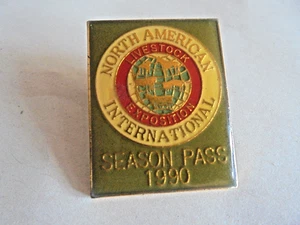 NORTH AMERICAN
LIVESTOCK
EXPOSITION
INTERNATIONAL
SEASON PASS
1990